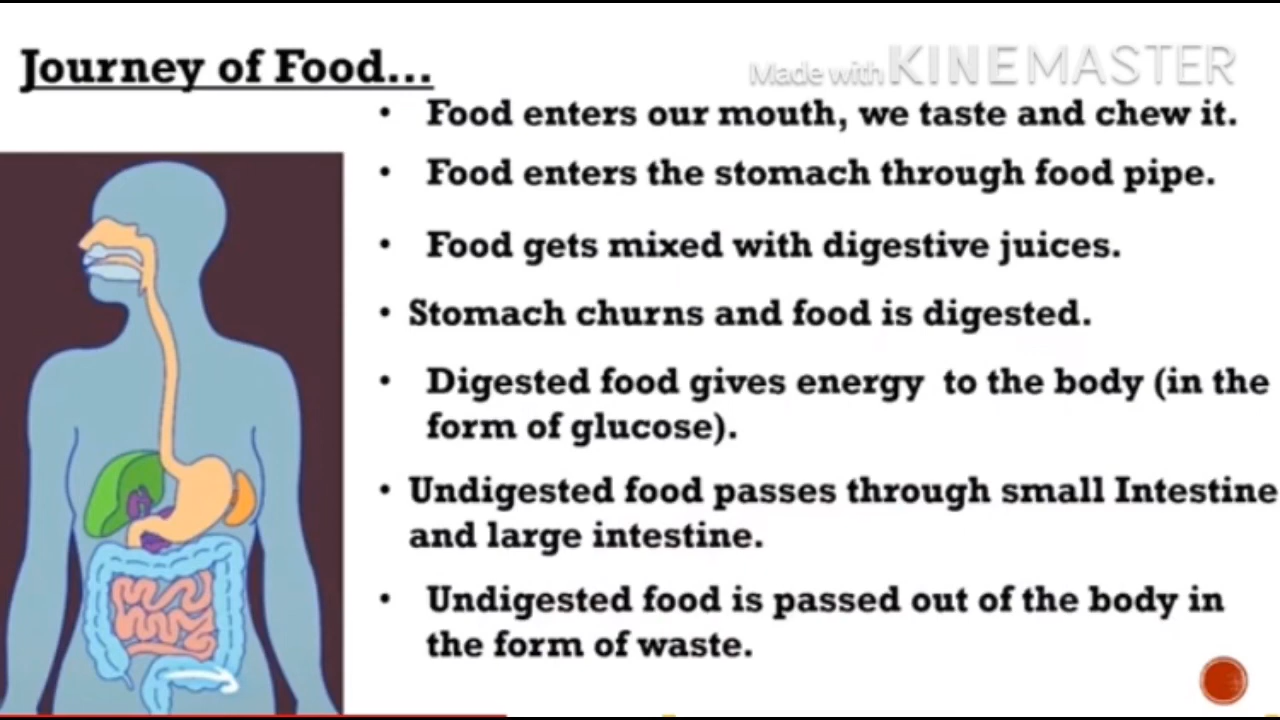 Journey of Food...
Made with KINEMASTER
• Food enters our mouth, we taste and chew it.
• Food enters the stomach through food pipe.
• Food gets mixed with digestive juices.
• Stomach churns and food is digested.
• Digested food gives energy to the body (in the
form of glucose).
• Undigested food passes through small Intestine
and large intestine.
• Undigested food is passed out of the body in
the form of waste.